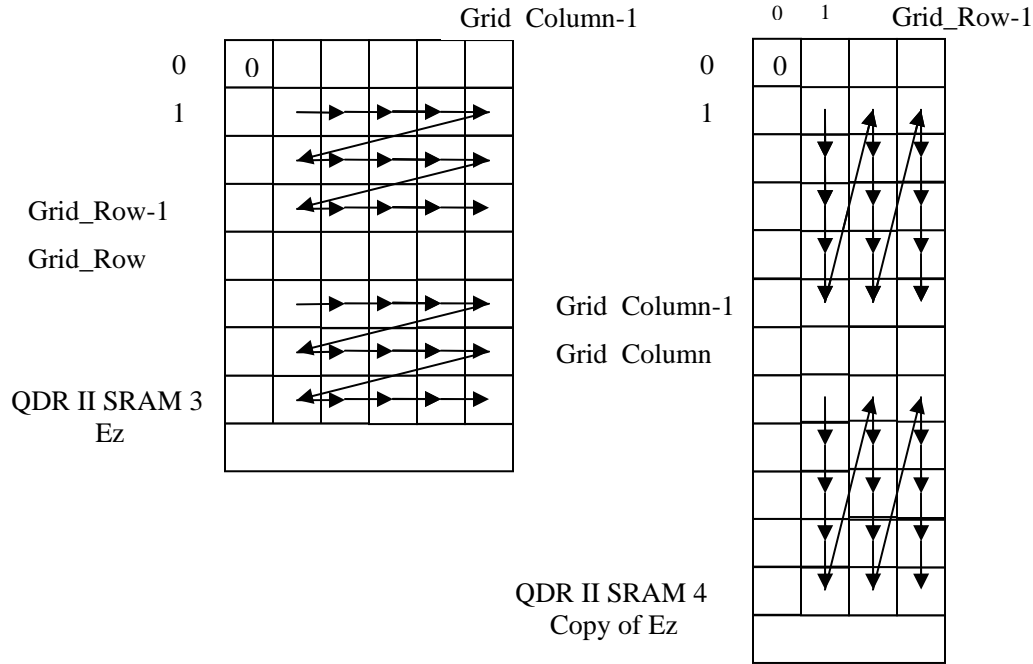 Grid Column-1
0 1 Grid_Row-1
0 0
0 0
1
1
Grid_Row-1
Grid_Row
Grid Column-1
Grid Column
QDR II SRAM 3
Ez
QDR II SRAM 4
Copy of Ez